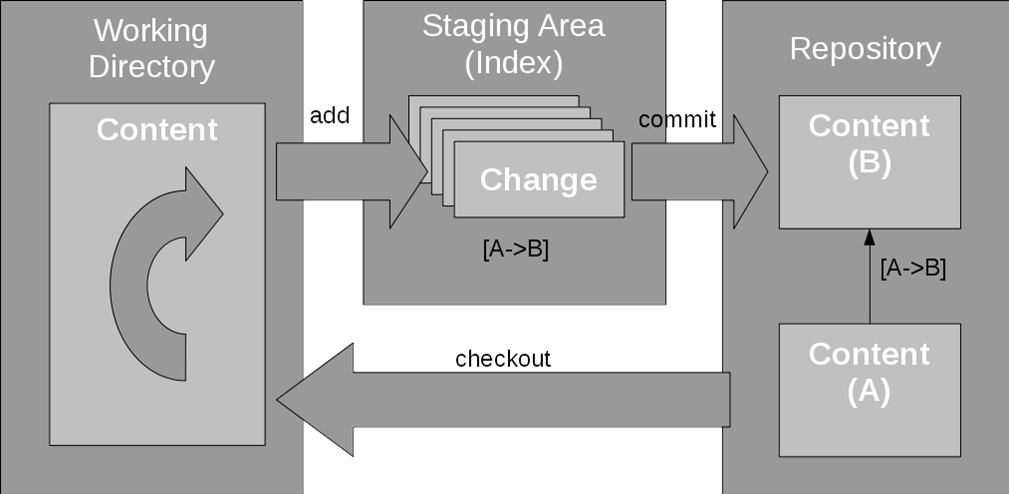 Working
Directory
Content
add
Staging Area
(Index)
Change
[A->B]
commit
Repository
Content
(B)
[A->B]
Content
(A)
checkout